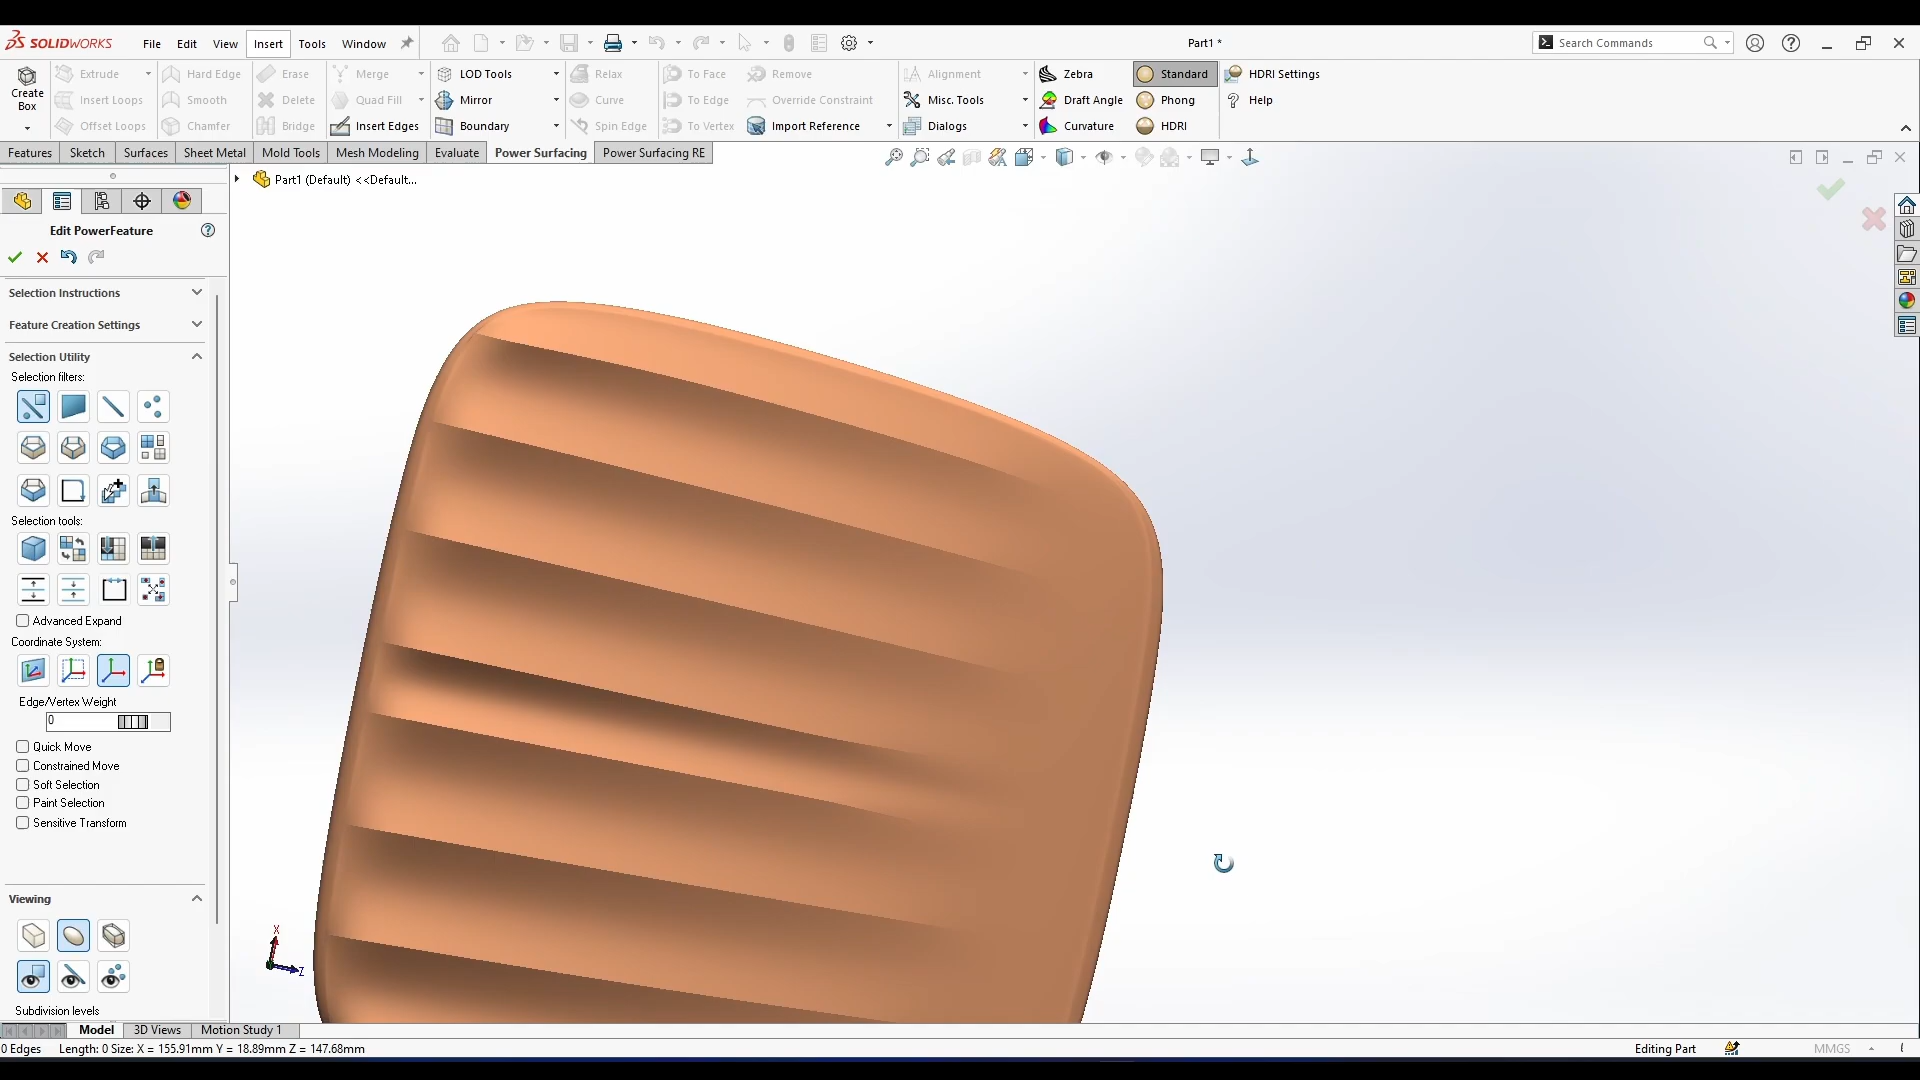 SOLIDWORKS File Edit View Insert Tools Window Part1 * Search Commands
Create Box
Extrude Hard Edge Erase Merge LOD Tools Relax To Face Remove Alignment Zebra Standard HDRI Settings
Insert Loops Smooth Delete Quad Fill Mirror Curve To Edge Override Constraint Misc. Tools Draft Angle Phong Help
Offset Loops Chamfer Bridge Insert Edges Boundary Spin Edge To Vertex Import Reference Dialogs Curvature HDRI
Features Sketch Surfaces Sheet Metal Mold Tools Mesh Modeling Evaluate Power Surfacing Power Surfacing RE
Part1 (Default) <<Default...
Edit PowerFeature
Selection Instructions
Feature Creation Settings
Selection Utility
Selection filters:
Selection tools:
Advanced Expand
Coordinate System:
Edge/Vertex Weight
0
Quick Move
Constrained Move
Soft Selection
Paint Selection
Sensitive Transform
Viewing
Subdivision levels
X
Z
Model 3D Views Motion Study 1
0 Edges Length: 0 Size: X = 155.91mm Y = 18.89mm Z = 147.68mm Editing Part MMGS